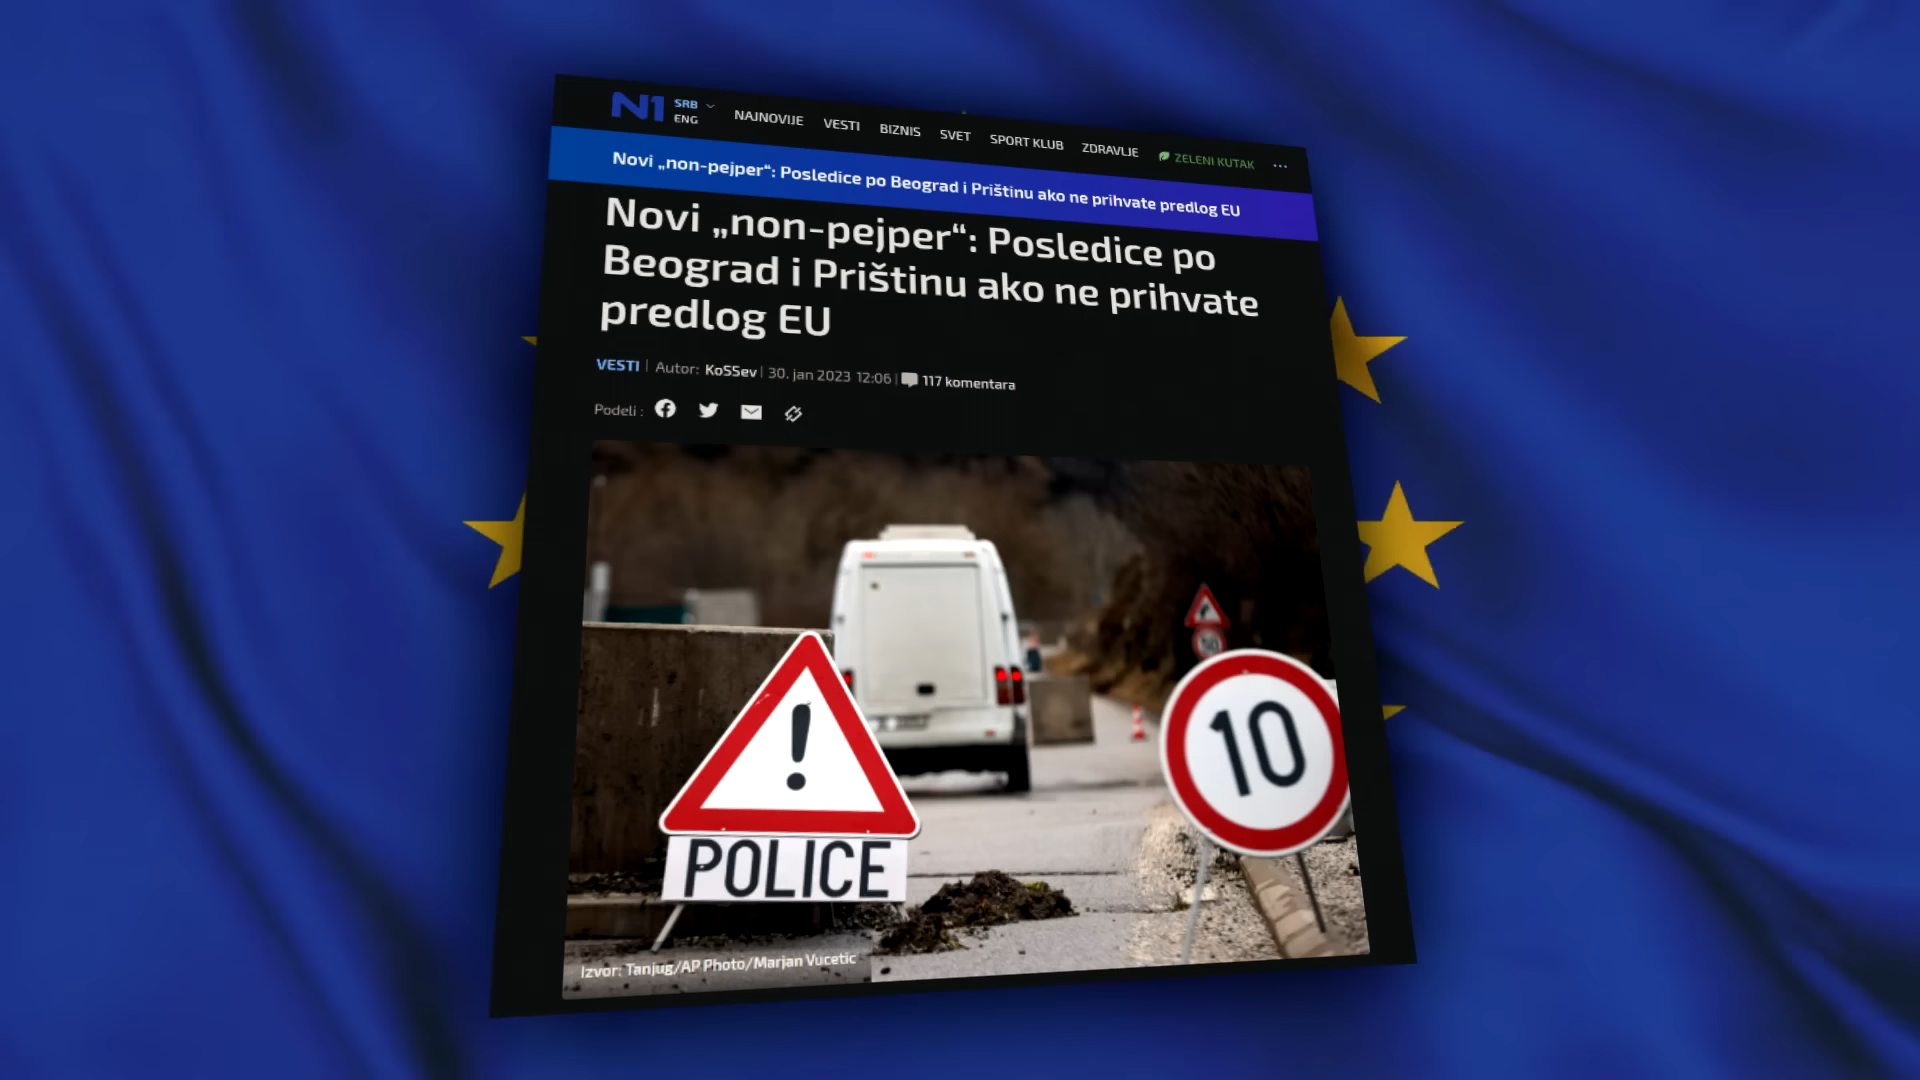 N1 SRB
ENG
NAJNOVIJE VESTI BIZNIS SVET SPORT KLUB ZDRAVLJE ZELENI KUTAK ...
Novi „non-pejper“: Posledice po Beograd i Prištinu ako ne prihvate predlog EU
Novi „non-pejper“: Posledice po
Beograd i Prištinu ako ne prihvate
predlog EU
VESTI | Autor: KoSSev | 30. jan 2023 12:06 | 117 komentara
Podeli :
!
10
POLICE
Izvor: Tanjug/AP Photo/Marjan Vucetic